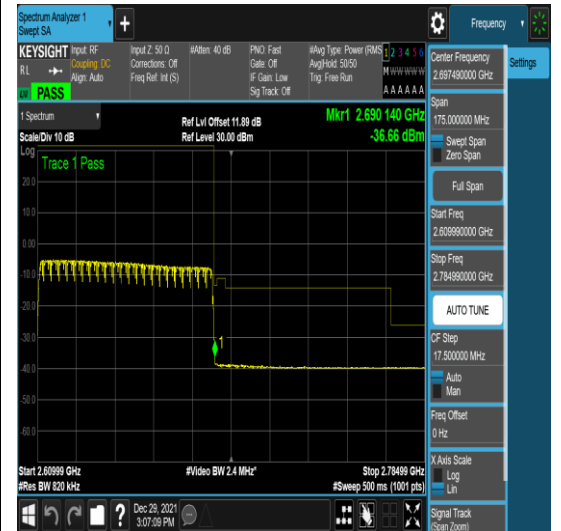 Spectrum Analyzer 1
Swept SA
Frequency
KEYSIGHT
RL
Input: RF
Coupling: DC
Align: Auto
Input Z: 50 Ω
Corrections: Off
Freq Ref: Int (S)
#Atten: 40 dB
PNO: Fast
Gate: Off
IF Gain: Low
Sig Track: Off
#Avg Type: Power (RMS
Avg|Hold: 50/50
Trig: Free Run
1 2 3 4 5 6
M W W W W W
A A A A A A
PASS
1 Spectrum
Scale/Div 10 dB
Ref Lvl Offset 11.89 dB
Ref Level 30.00 dBm
Mkr1 2.690 140 GHz
-36.66 dBm
Log
Trace 1 Pass
20.0
10.0
0.00
-10.0
-20.0
-30.0
-40.0
-50.0
-60.0
1
Start 2.60999 GHz
#Res BW 820 kHz
#Video BW 2.4 MHz*
Stop 2.78499 GHz
#Sweep 500 ms (1001 pts)
Dec 29, 2021
3:07:09 PM
Settings
Center Frequency
2.697490000 GHz
Span
175.000000 MHz
Swept Span
Zero Span
Full Span
Start Freq
2.609990000 GHz
Stop Freq
2.784990000 GHz
AUTO TUNE
CF Step
17.500000 MHz
Auto
Man
Freq Offset
0 Hz
X Axis Scale
Log
Lin
Signal Track
(Span Zoom)